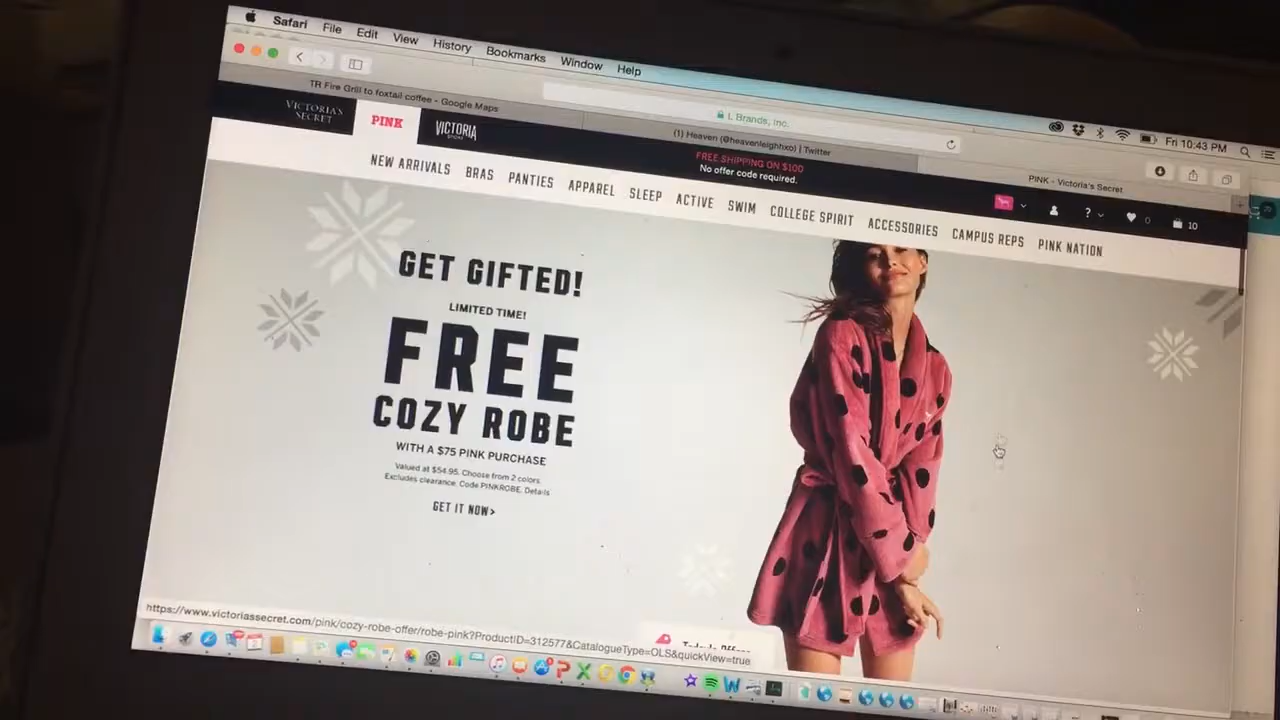 Safari File Edit View History Bookmarks Window Help
Fri 10:43 PM
L Brands, Inc.
TR Fire Grill to foxtail coffee - Google Maps
(1) Heaven (@heavenleighhxo) | Twitter
PINK - Victoria's Secret
VICTORIA'S SECRET
PINK
VICTORIA
FREE SHIPPING ON $100
No offer code required.
? 0 10
NEW ARRIVALS BRAS PANTIES APPAREL SLEEP ACTIVE SWIM COLLEGE SPIRIT ACCESSORIES CAMPUS REPS PINK NATION
GET GIFTED!
LIMITED TIME!
FREE
COZY ROBE
WITH A $75 PINK PURCHASE
Valued at $54.95. Choose from 2 colors.
Excludes clearance. Code PINKROBE. Details
GET IT NOW>
https://www.victoriassecret.com/pink/cozy-robe-offer/robe-pink?ProductID=312577&CatalogueType=OLS&quickView=true